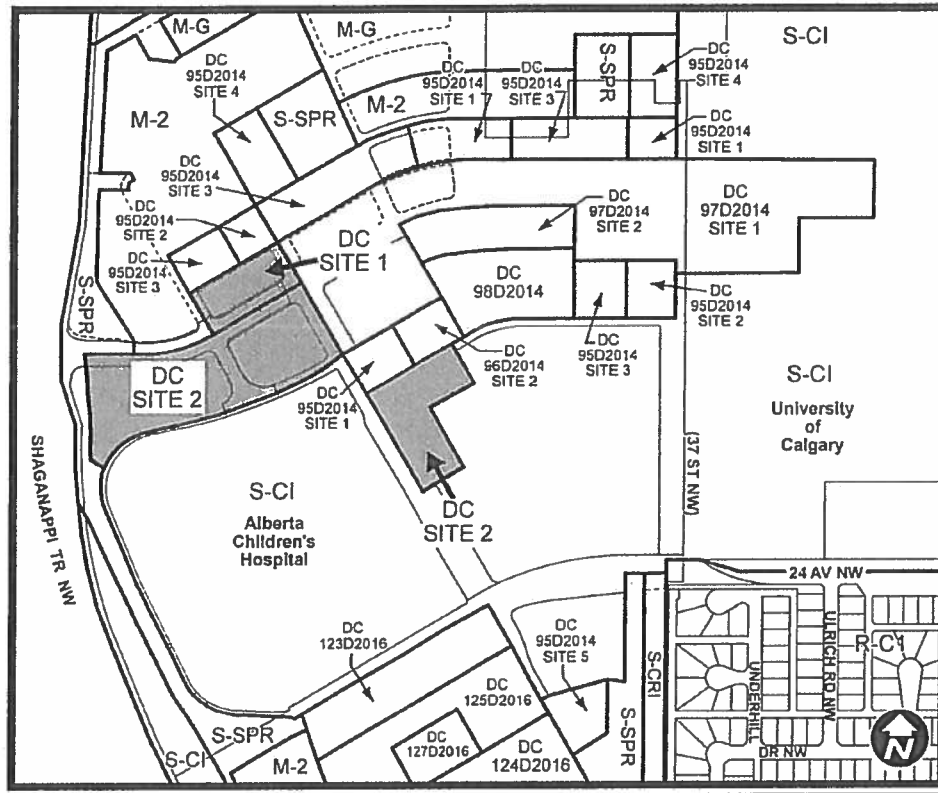 M-G
M-G
DC
95D2014
SITE 4
M-2
S-SPR
M-2
DC
95D2014
SITE 1
DC
95D2014
SITE 3
S-SPR
DC
95D2014
SITE 4
S-CI
DC
95D2014
SITE 1
DC
95D2014
SITE 3
DC
95D2014
SITE 2
DC
95D2014
SITE 3
S-SPR
DC
SITE 1
DC
97D2014
SITE 2
DC
97D2014
SITE 1
DC
98D2014
DC
95D2014
SITE 2
DC
95D2014
SITE 3
DC
96D2014
SITE 2
DC
95D2014
SITE 1
DC
SITE 2
S-CI
University
of
Calgary
(37 ST NW)
SHAGANAPPI TR NW
S-CI
Alberta
Children's
Hospital
DC
SITE 2
24 AV NW
DC
123D2016
DC
95D2014
SITE 5
S-CRI
R-C1
ULRICH RD NW
UNDERHILL
DR NW
S-SPR
DC
125D2016
DC
127D2016
DC
124D2016
S-SPR
S-CI
M-2
N